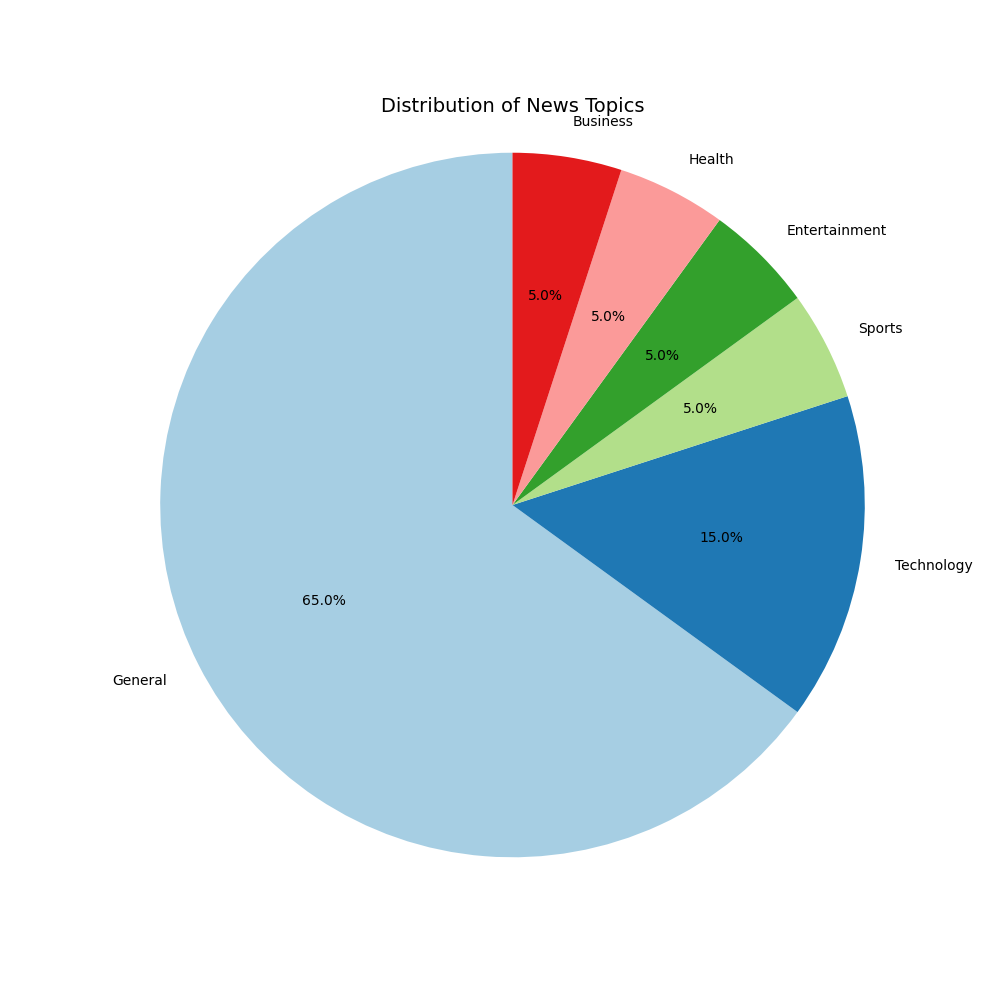 Distribution of News Topics
Business
Health
Entertainment
Sports
Technology
General
5.0%
5.0%
5.0%
5.0%
15.0%
65.0%